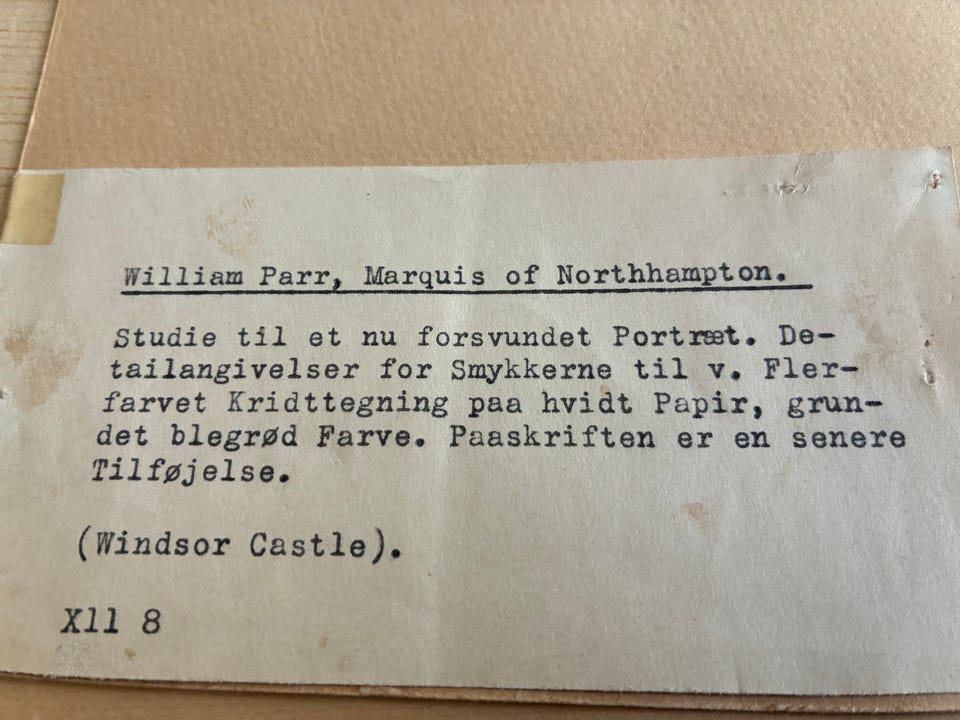 William Parr, Marquis of Northhampton.
Studie til et nu forsvundet Portræt. De-
tailangivelser for Smykkerne til v. Fler-
farvet Kridttegning paa hvidt Papir, grun-
det blegrød Farve. Paaskriften er en senere
Tilføjelse.
(Windsor Castle).
Xll 8